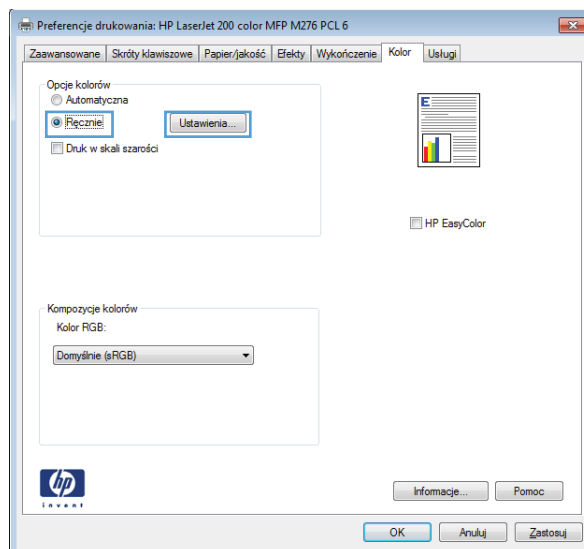 Preferencje drukowania: HP LaserJet 200 color MFP M276 PCL 6
Zaawansowane Skróty klawiszowe Papier/jakość Efekty Wykończenie Kolor Usługi
Opcje kolorów
Automatyczna
Ręcznie Ustawienia...
Druk w skali szarości
E
HP EasyColor
Kompozycje kolorów
Kolor RGB:
Domyślnie (sRGB)
hp
invent
Informacje... Pomoc
OK Anuluj Zastosuj